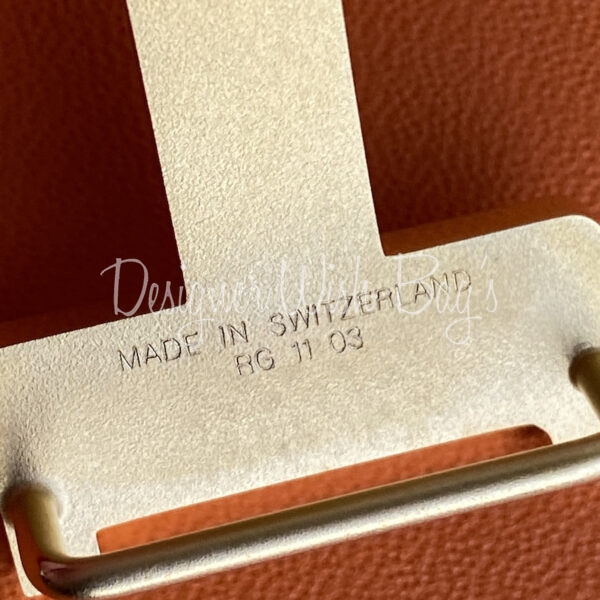 Designer Wish Bag's
MADE IN SWITZERLAND
RG 11 03